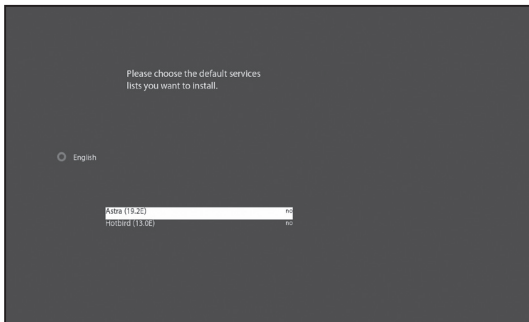 Please choose the default services
lists you want to install.
English
Astra (19.2E) no
Hotbird (13.0E) no